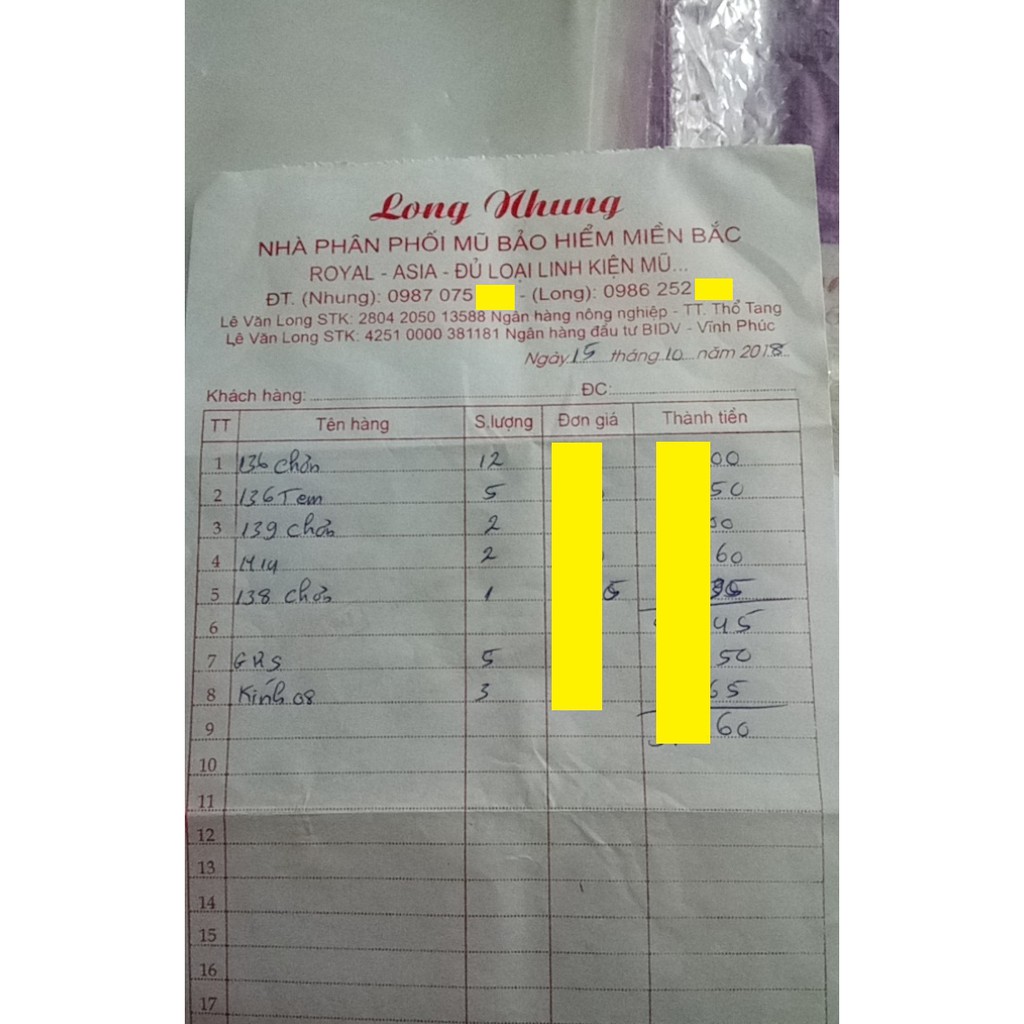 Long Nhung
NHÀ PHÂN PHỐI MŨ BẢO HIỂM MIỀN BẮC
ROYAL - ASIA - ĐỦ LOẠI LINH KIỆN MŨ...
ĐT. (Nhung): 0987 075 - (Long): 0986 252
Lê Văn Long STK: 2804 2050 13588 Ngân hàng nông nghiệp - TT. Thổ Tang
Lê Văn Long STK: 4251 0000 381181 Ngân hàng đầu tư BIDV - Vĩnh Phúc
Ngày 15 tháng 10 năm 2018
Khách hàng: ĐC:
TT Tên hàng S.lượng Đơn giá Thành tiền
1 136 chơn 12 00
2 136 Tem 5 50
3 139 chơn 2 00
4 M14 2 60
5 138 chơn 1 5
6 45
7 5 50
8 Kính 08 3 65
9 60
10
11
12
13
14
15
16
17